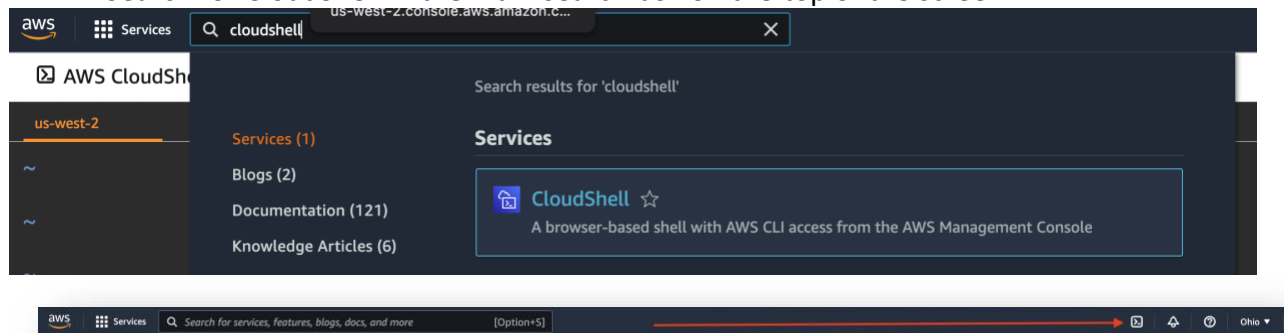 us-west-2.console.aws.amazon.c...
aws Services cloudshell
AWS CloudShe
Search results for 'cloudshell'
us-west-2
Services (1)
Services
Blogs (2)
CloudShell
Documentation (121)
A browser-based shell with AWS CLI access from the AWS Management Console
Knowledge Articles (6)
aws Services Search for services, features, blogs, docs, and more [Option+S] Ohio